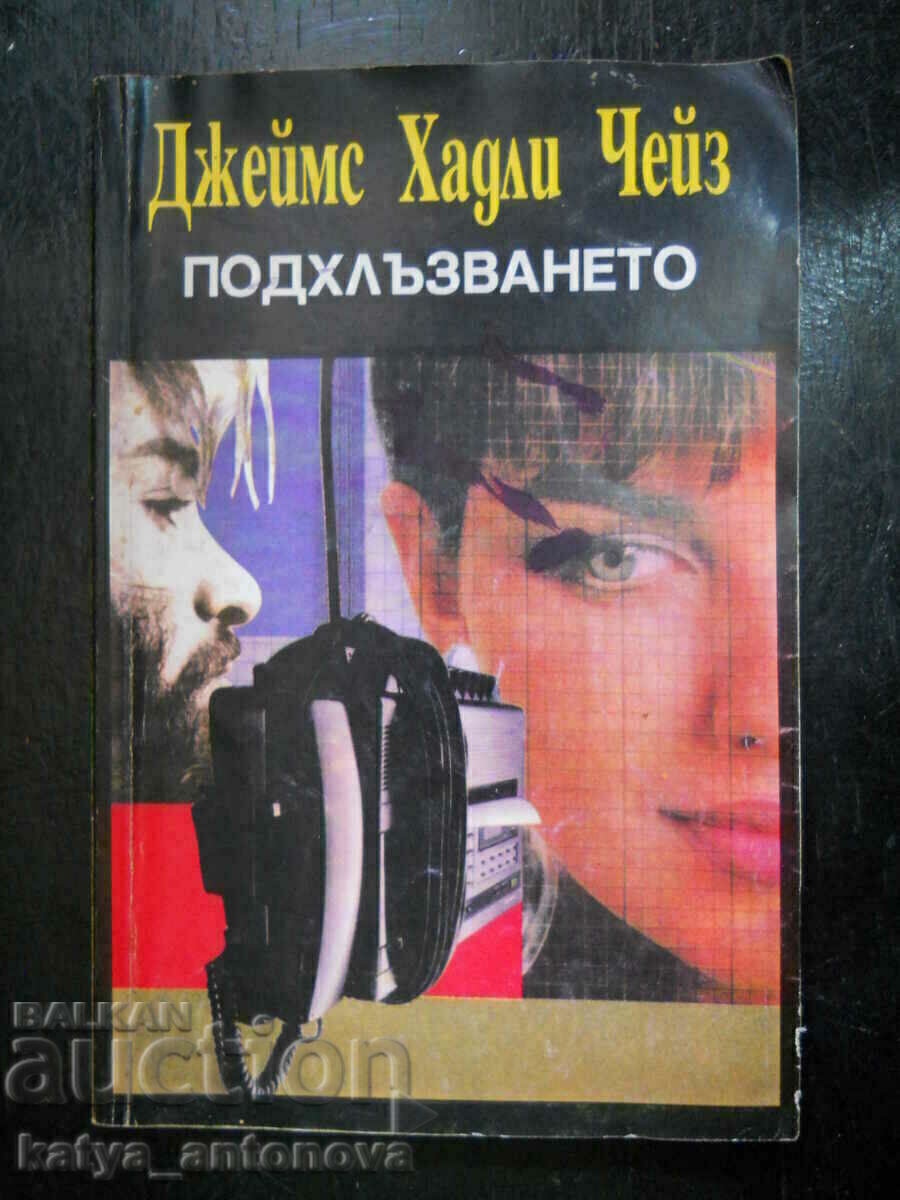 Джеймс Хадли Чейз
ПОДХЛЪЗВАНЕТО
BALKAN
auction
katya_antonova